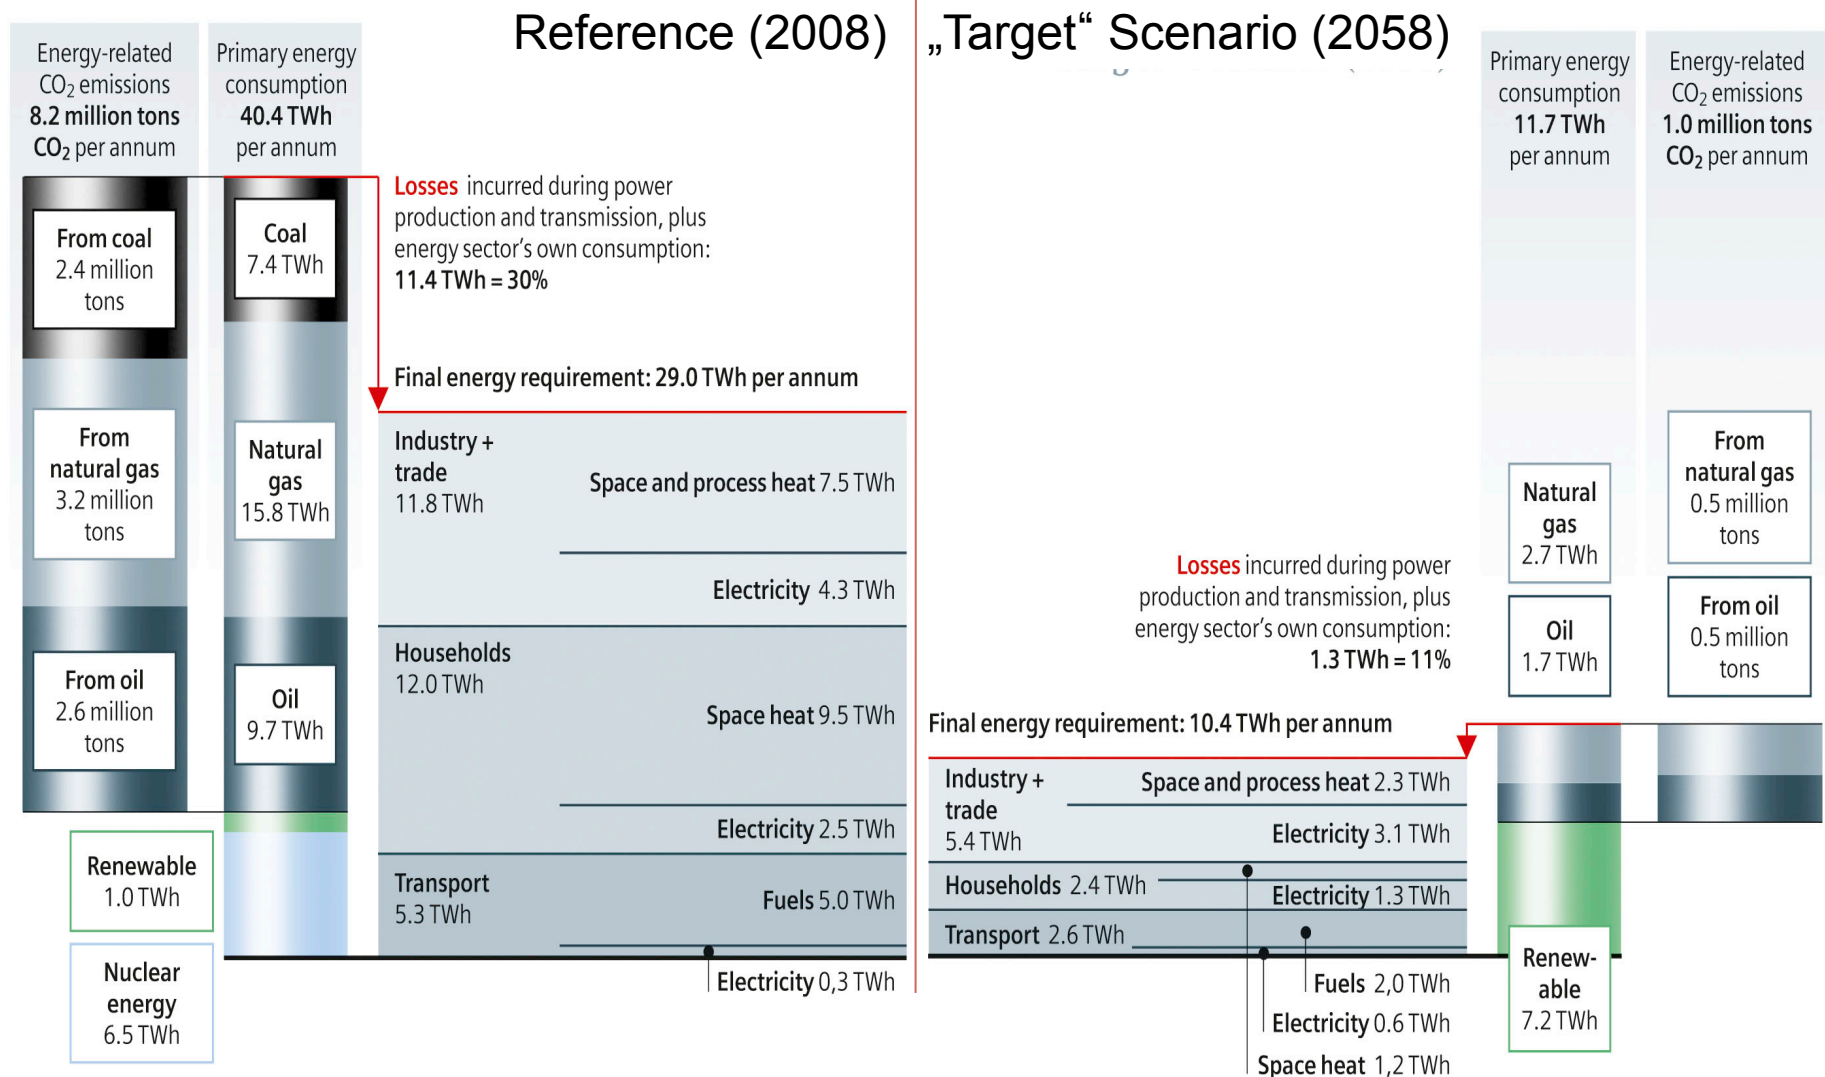 Reference (2008)
„Target“ Scenario (2058)
Energy-related
CO₂ emissions
8.2 million tons
CO₂ per annum
Primary energy
consumption
40.4 TWh
per annum
From coal
2.4 million
tons
From
natural gas
3.2 million
tons
From oil
2.6 million
tons
Coal
7.4 TWh
Natural
gas
15.8 TWh
Oil
9.7 TWh
Renewable
1.0 TWh
Nuclear
energy
6.5 TWh
Losses incurred during power
production and transmission, plus
energy sector's own consumption:
11.4 TWh = 30%
Final energy requirement: 29.0 TWh per annum
Industry +
trade
11.8 TWh
Space and process heat 7.5 TWh
Electricity 4.3 TWh
Households
12.0 TWh
Space heat 9.5 TWh
Electricity 2.5 TWh
Transport
5.3 TWh
Fuels 5.0 TWh
Electricity 0,3 TWh
Losses incurred during power
production and transmission, plus
energy sector's own consumption:
1.3 TWh = 11%
Final energy requirement: 10.4 TWh per annum
Industry +
trade
5.4 TWh
Space and process heat 2.3 TWh
Electricity 3.1 TWh
Households 2.4 TWh
Electricity 1.3 TWh
Transport 2.6 TWh
Fuels 2,0 TWh
Electricity 0.6 TWh
Space heat 1,2 TWh
Primary energy
consumption
11.7 TWh
per annum
Natural
gas
2.7 TWh
Oil
1.7 TWh
Renew-
able
7.2 TWh
Energy-related
CO₂ emissions
1.0 million tons
CO₂ per annum
From
natural gas
0.5 million
tons
From oil
0.5 million
tons